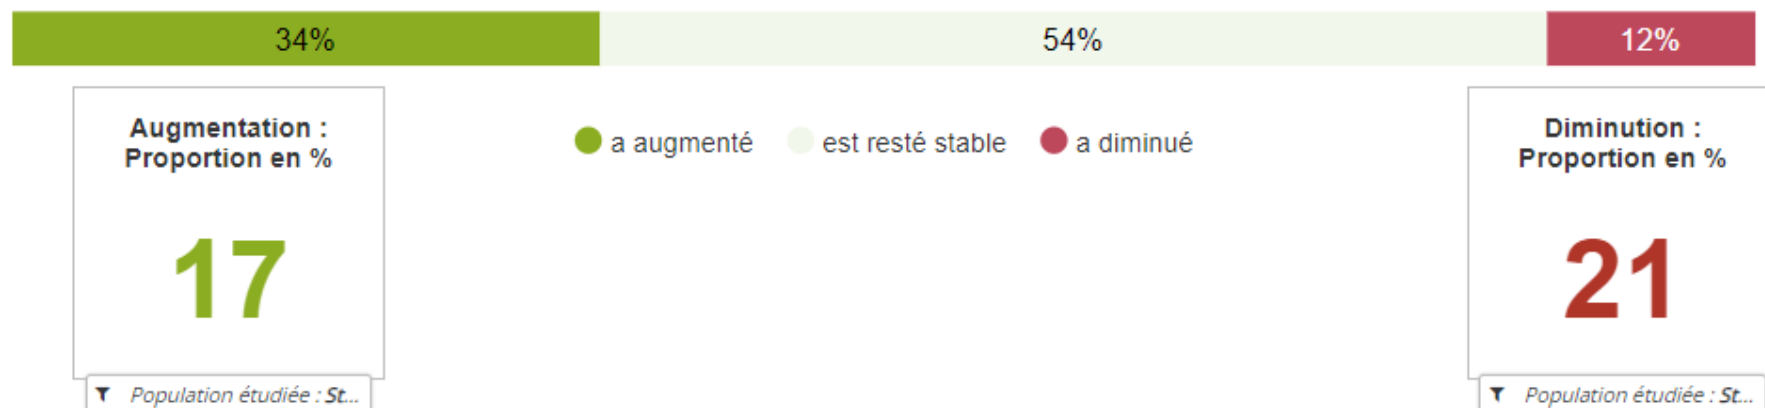 34% 54% 12%
Augmentation :
Proportion en %
17
Population étudiée : St...
a augmenté est resté stable a diminué
Diminution :
Proportion en %
21
Population étudiée : St...